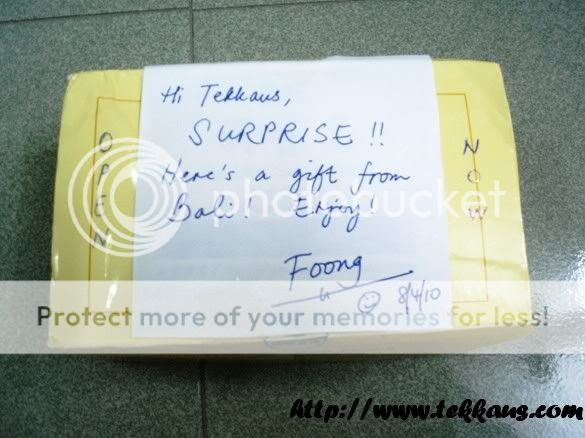 Hi Tekkaus,
SURPRISE !!
Here's a gift from
Bali! Enjoy!
Foong
8/4/10
OPEN
NOW
photobucket
Protect more of your memories for less!
http://www.tekkaus.com